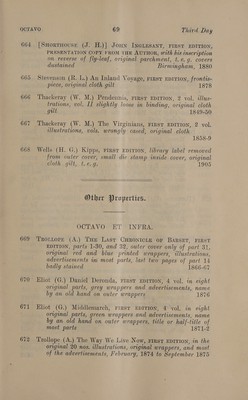 OCTAVO 69 Third Day
664 [SHORTHOUSE (J. H.)] JOHN INGLESANT, FIRST EDITION,
PRESENTATION COPY FROM THE AUTHOR, with his inscription
on reverse of fly-leaf, original parchment, t. e. g. covers
dustained Birmingham, 1880
665 Stevenson (R. L.) An Inland Voyage, FIRST EDITION, frontis-
piece, original cloth gilt 1878
666 Thackeray (W. M.) Pendennis, FIRST EDITION, 2 vol. illus-
trations, vol. II slightly loose in binding, original cloth
gilt 1849-50
667 Thackeray (W. M.) The Virginians, FIRST EDITION, 2 vol.
illustrations, vols. wrongly cased, original cloth
1858-9
668 Wells (H. G.) Kipps, FIRST EDITION, library label removed
from outer cover, small die stamp inside cover, original
cloth gilt, t. e. g. 1905
Other Properties.
OCTAVO ET INFRA.
669 TROLLOPE (A.) THE LAST CHRONICLE OF BARSET, FIRST
EDITION, parts 1-30, and 32, outer cover only of part 31,
original red and blue printed wrappers, illustrations,
advertisements in most parts, last two pages of part 14
badly stained 1866-67
670 Eliot (G.) Daniel Deronda, FIRST EDITION, 4 vol. in eight
original parts, grey wrappers and advertisements, name
by an old hand on outer wrappers 1876
671 Eliot (G.) Middlemarch, FIRST EDITION, 4 vol. in eight
original parts, green wrappers and advertisements, name
by an old hand on outer wrappers, title or half-title of
most parts 1871-2
672 Trollope (A.) The Way We Live Now, FIRST EDITION, in the
original 20 nos. illustrations, original wrappers, and most
of the advertisements, February, 1874 to September 1875